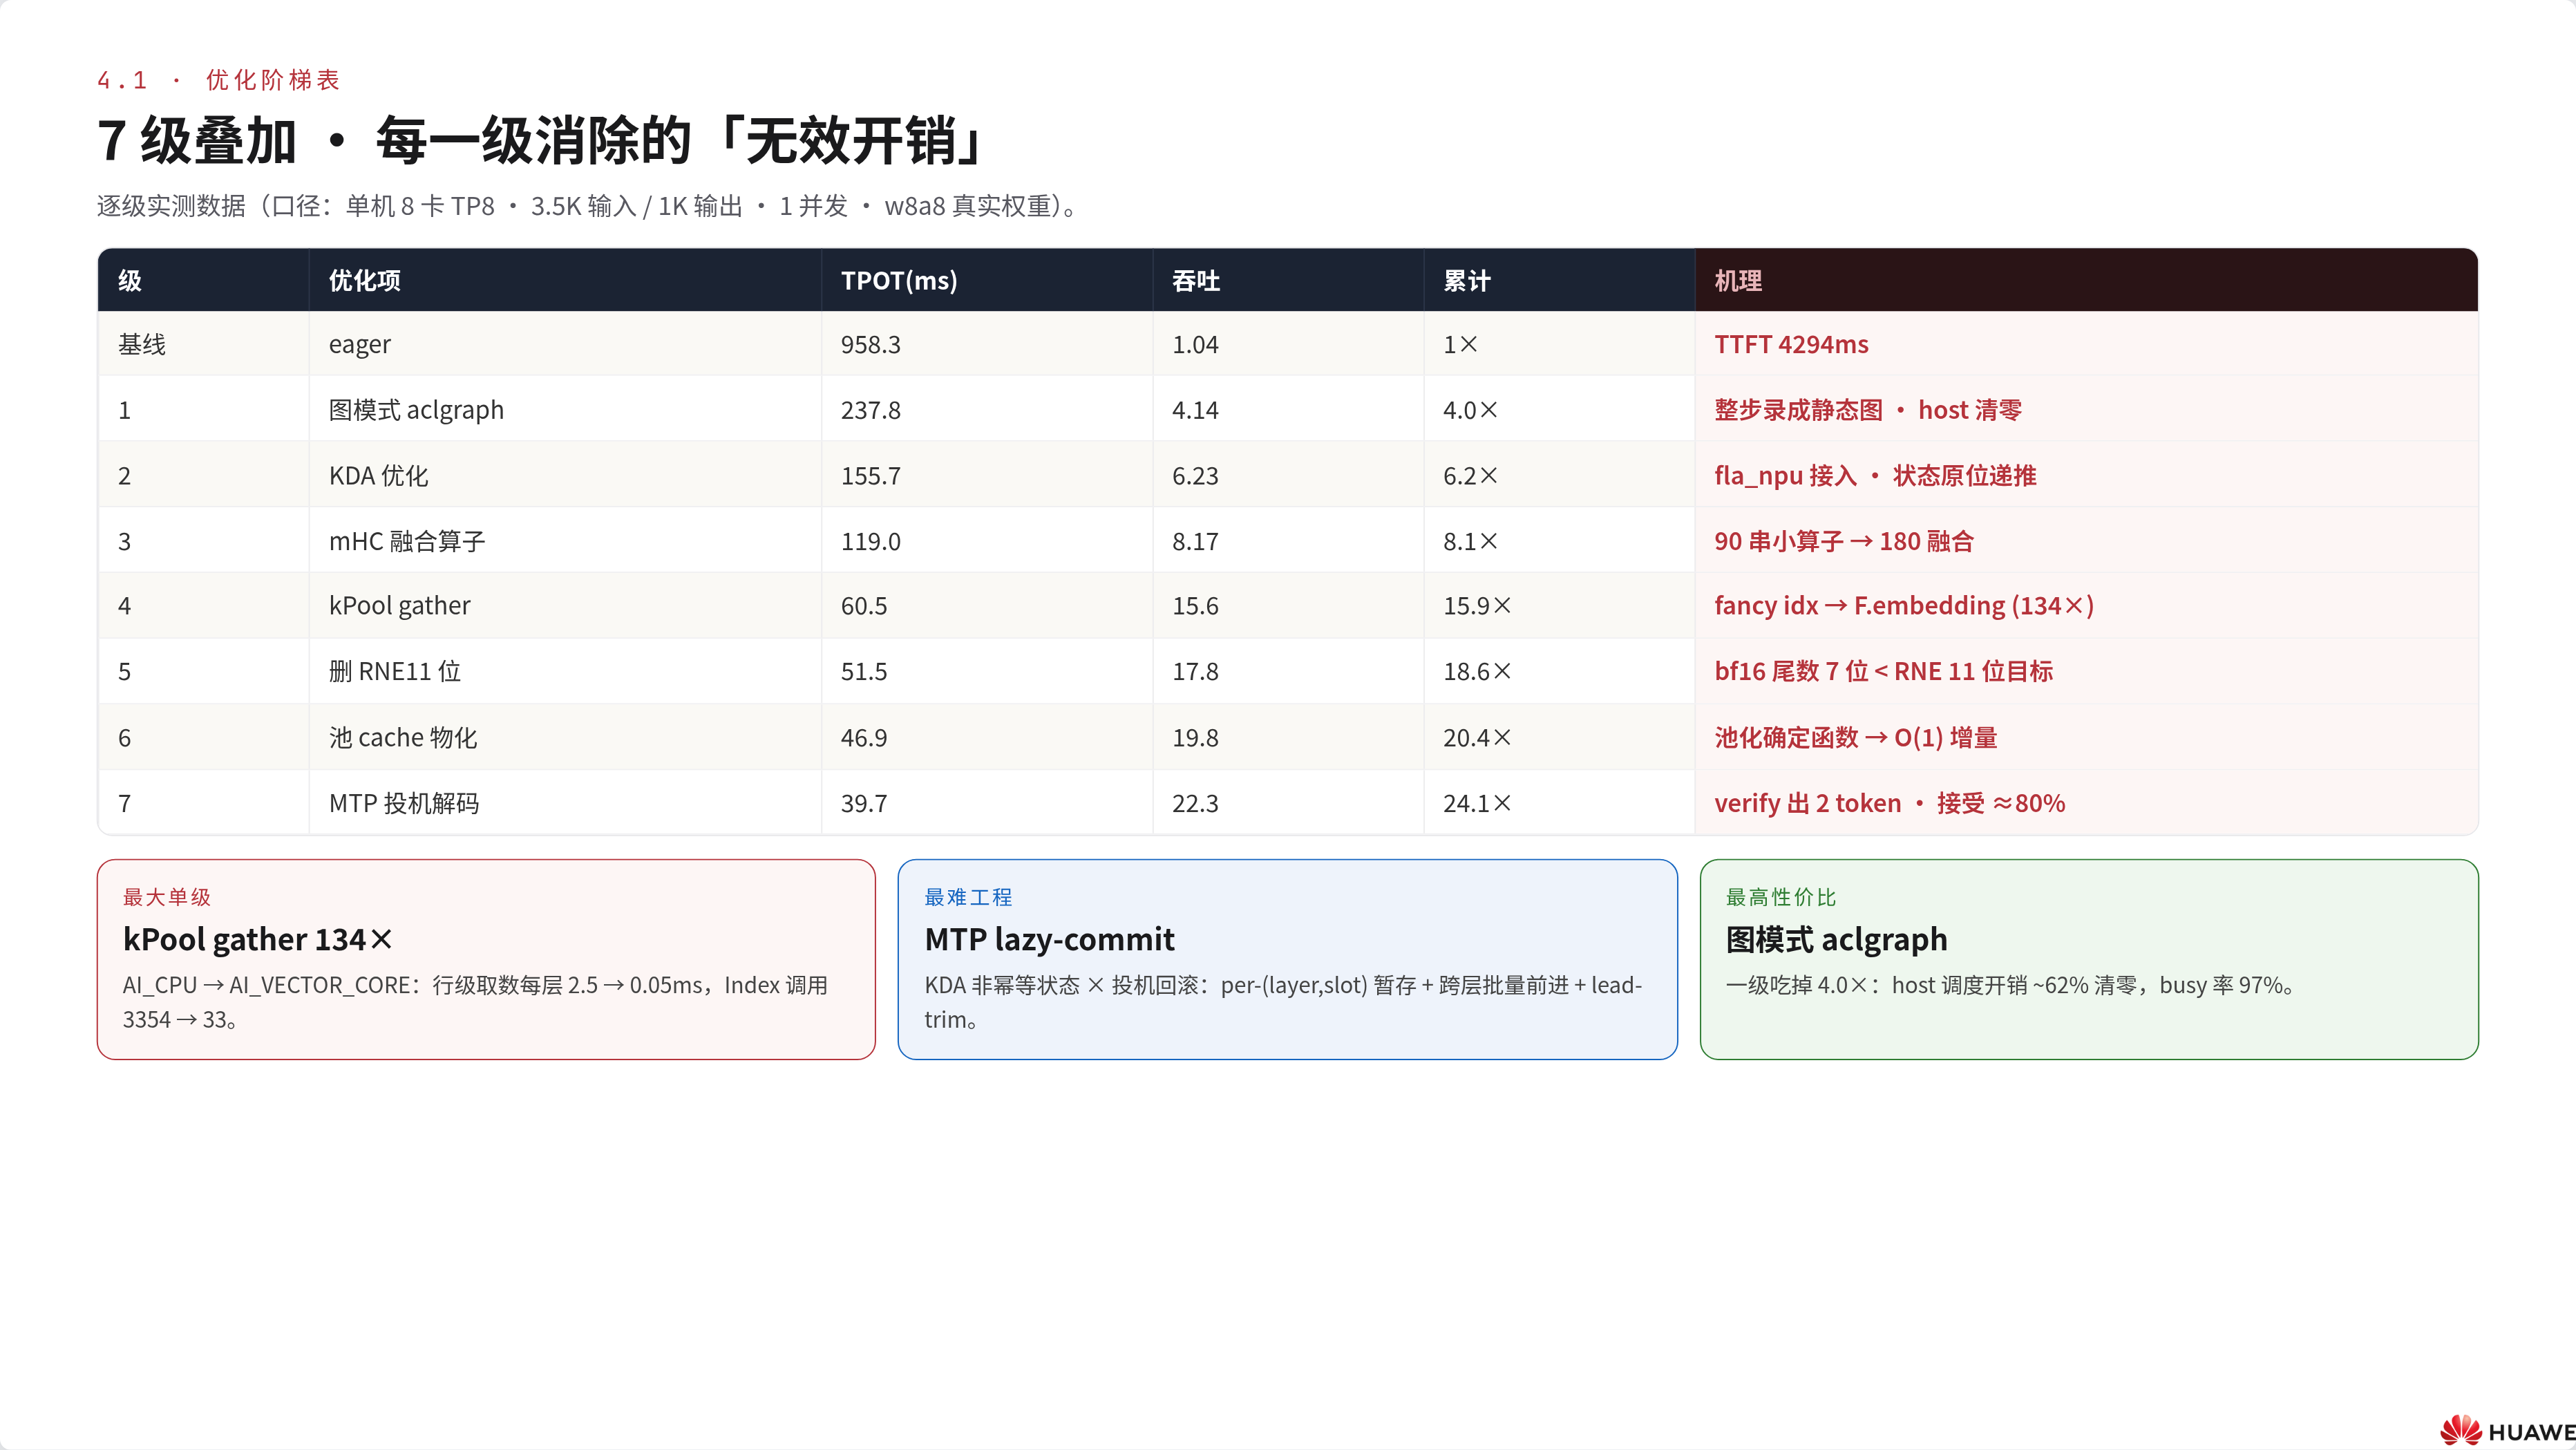 4.1 · 优化阶梯表
7 级叠加 · 每一级消除的「无效开销」
逐级实测数据（口径：单机 8 卡 TP8 · 3.5K 输入 / 1K 输出 · 1 并发 · w8a8 真实权重）。
级 优化项 TPOT(ms) 吞吐 累计 机理
基线 eager 958.3 1.04 1× TTFT 4294ms
1 图模式 aclgraph 237.8 4.14 4.0× 整步录成静态图 · host 清零
2 KDA 优化 155.7 6.23 6.2× fla_npu 接入 · 状态原位递推
3 mHC 融合算子 119.0 8.17 8.1× 90 串小算子 → 180 融合
4 kPool gather 60.5 15.6 15.9× fancy idx → F.embedding (134×)
5 删 RNE11 位 51.5 17.8 18.6× bf16 尾数 7 位 < RNE 11 位目标
6 池 cache 物化 46.9 19.8 20.4× 池化确定函数 → O(1) 增量
7 MTP 投机解码 39.7 22.3 24.1× verify 出 2 token · 接受 ≈80%
最大单级
kPool gather 134×
AI_CPU → AI_VECTOR_CORE：行级取数每层 2.5 → 0.05ms，Index 调用
3354 → 33。
最难工程
MTP lazy-commit
KDA 非幂等状态 × 投机回滚：per-(layer,slot) 暂存 + 跨层批量前进 + lead-
trim。
最高性价比
图模式 aclgraph
一级吃掉 4.0×：host 调度开销 ~62% 清零，busy 率 97%。
HUAWE